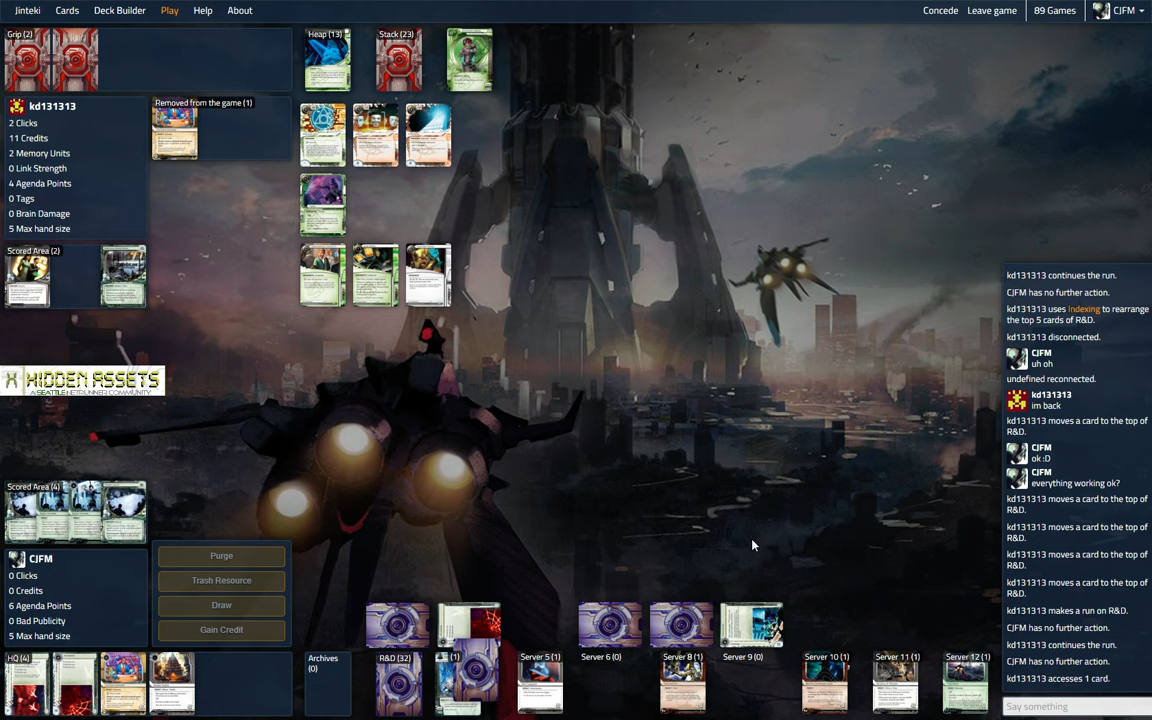 Jinteki Cards Deck Builder Play Help About Concede Leave game 89 Games CJFM
Grip (2)
Heap (13)
Stack (23)
kd131313
2 Clicks
11 Credits
2 Memory Units
0 Link Strength
4 Agenda Points
0 Tags
0 Brain Damage
5 Max hand size
Removed from the game (1)
Scored Area (2)
HIDDEN ASSETS
A SEATTLE NETRUNNER COMMUNITY
Scored Area (4)
CJFM
0 Clicks
0 Credits
6 Agenda Points
0 Bad Publicity
5 Max hand size
Purge
Trash Resource
Draw
Gain Credit
HQ (4)
Archives
(0)
R&D (32)
(1)
Server 5 (1)
Server 6 (0)
Server 8 (1)
Server 9 (0)
Server 10 (1)
Server 11 (1)
Server 12 (1)
kd131313 continues the run.
CJFM has no further action.
kd131313 uses Indexing to rearrange
the top 5 cards of R&D.
kd131313 disconnected.
CJFM
uh oh
undefined reconnected.
kd131313
im back
kd131313 moves a card to the top of
R&D.
CJFM
ok :D
CJFM
everything working ok?
kd131313 moves a card to the top of
R&D.
kd131313 moves a card to the top of
R&D.
kd131313 moves a card to the top of
R&D.
kd131313 moves a card to the top of
R&D.
kd131313 makes a run on R&D.
CJFM has no further action.
kd131313 continues the run.
CJFM has no further action.
kd131313 accesses 1 card.
Say something